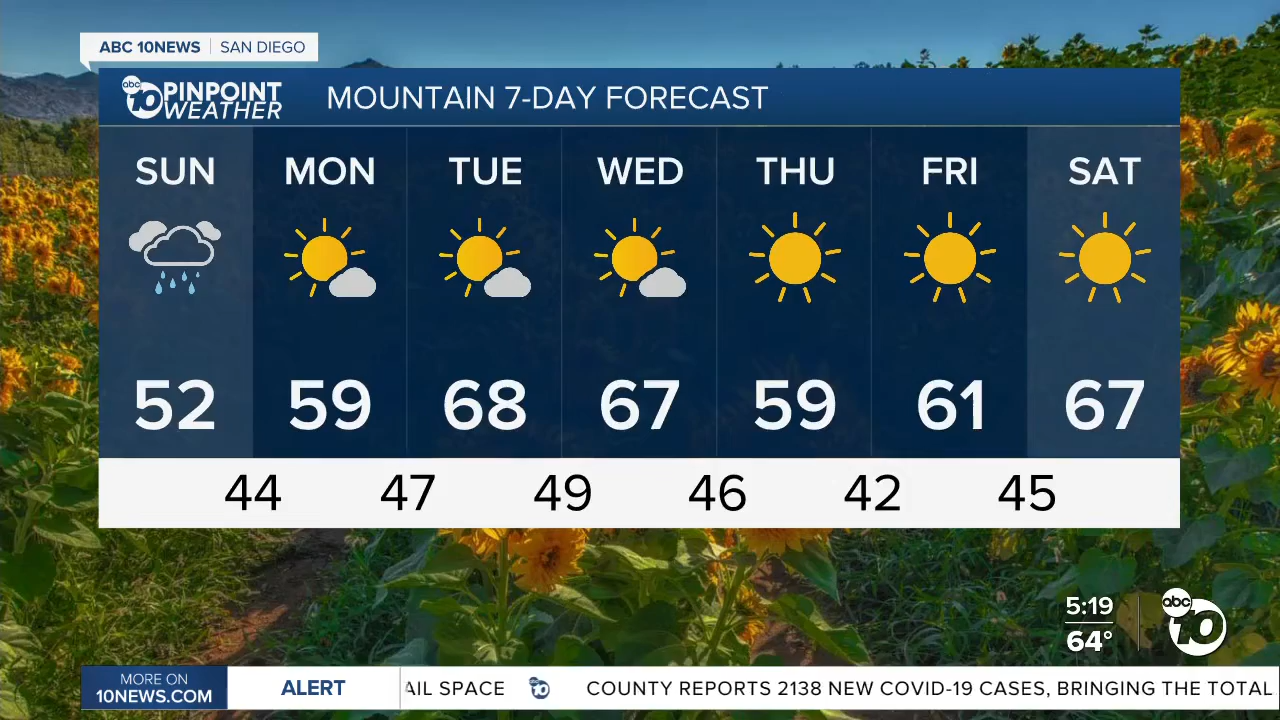 ABC 10NEWS | SAN DIEGO
abc 10 PINPOINT WEATHER
MOUNTAIN 7-DAY FORECAST
SUN MON TUE WED THU FRI SAT
52 59 68 67 59 61 67
44 47 49 46 42 45
5:19
64°
abc 10
MORE ON
10NEWS.COM
ALERT
AIL SPACE abc 10 COUNTY REPORTS 2138 NEW COVID-19 CASES, BRINGING THE TOTAL